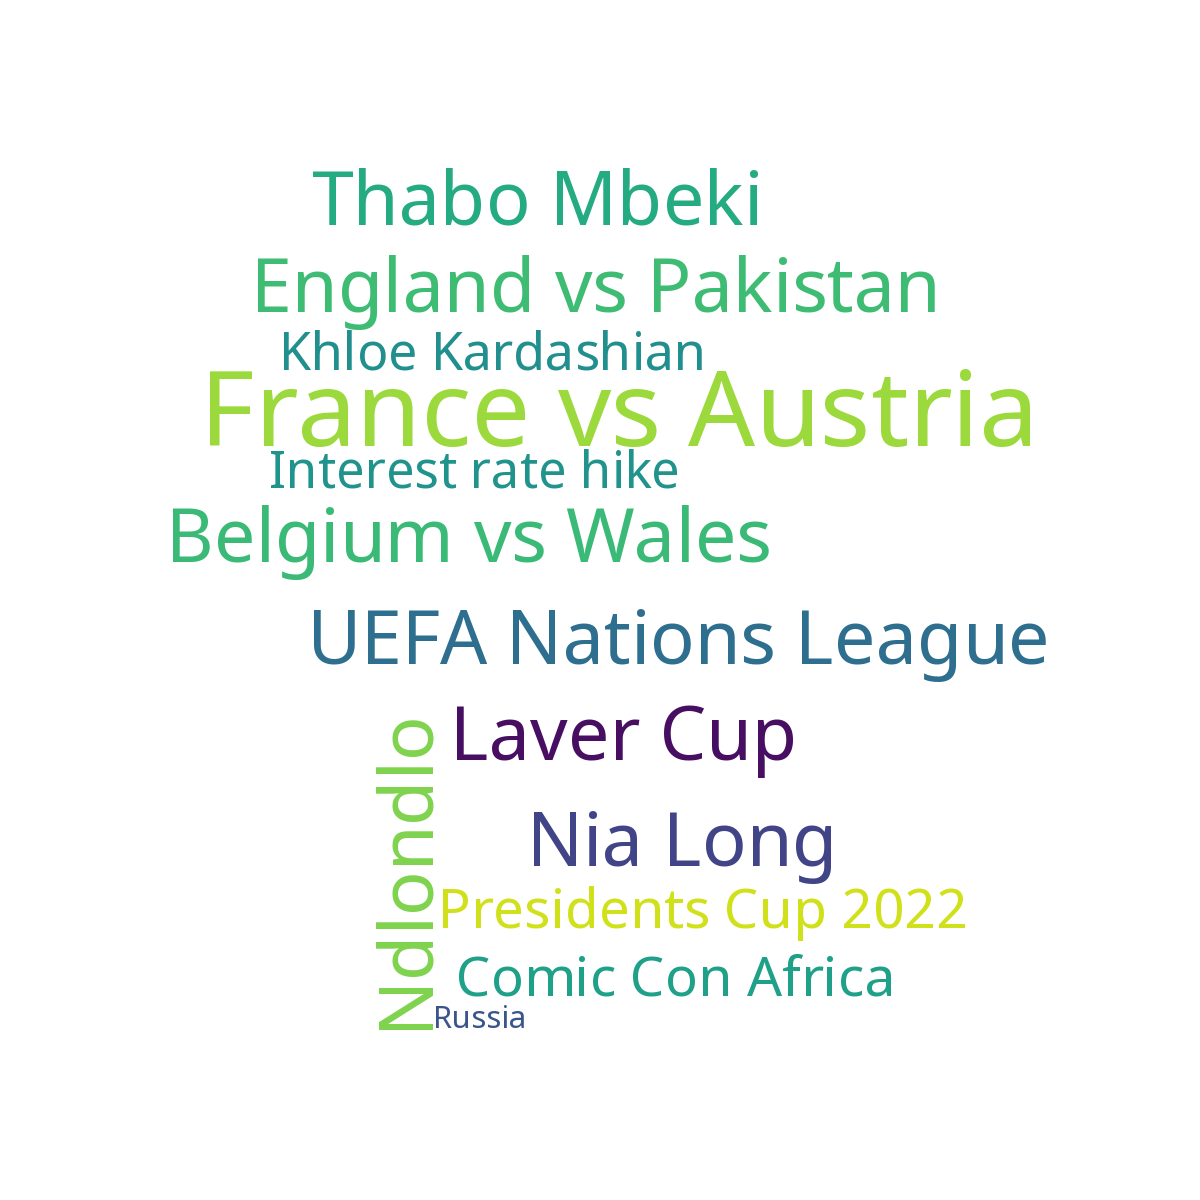 Thabo Mbeki
England vs Pakistan
Khloe Kardashian
France vs Austria
Interest rate hike
Belgium vs Wales
UEFA Nations League
Laver Cup
Ndlondlo
Nia Long
Presidents Cup 2022
Comic Con Africa
Russia